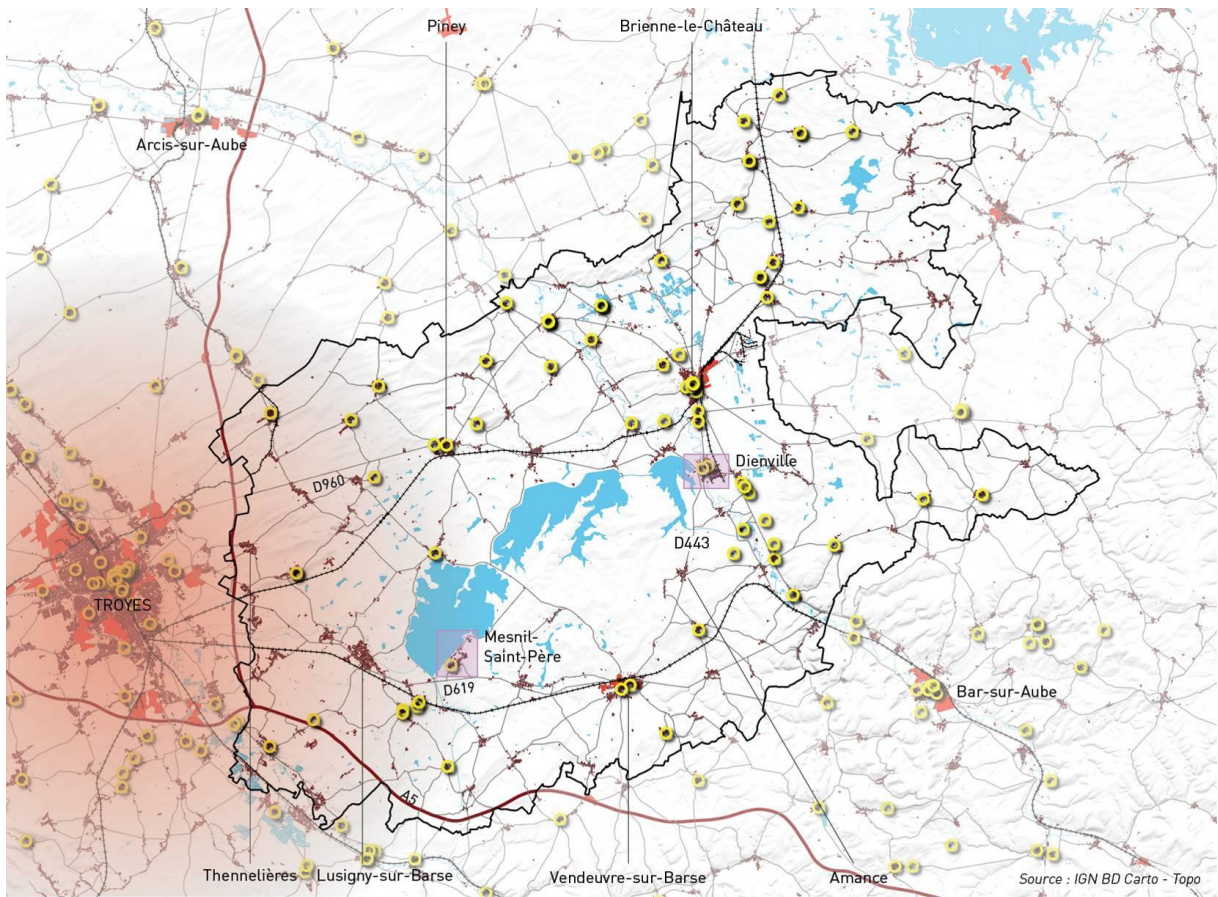 Piney
Brienne-le-Château
Arcis-sur-Aube
D960
Dienville
D443
TROYES
Mesnil-
Saint-Père
D619
Bar-sur-Aube
A5
Thennelières
Lusigny-sur-Barse
Vendeuvre-sur-Barse
Amance
Source : IGN BD Carto - Topo